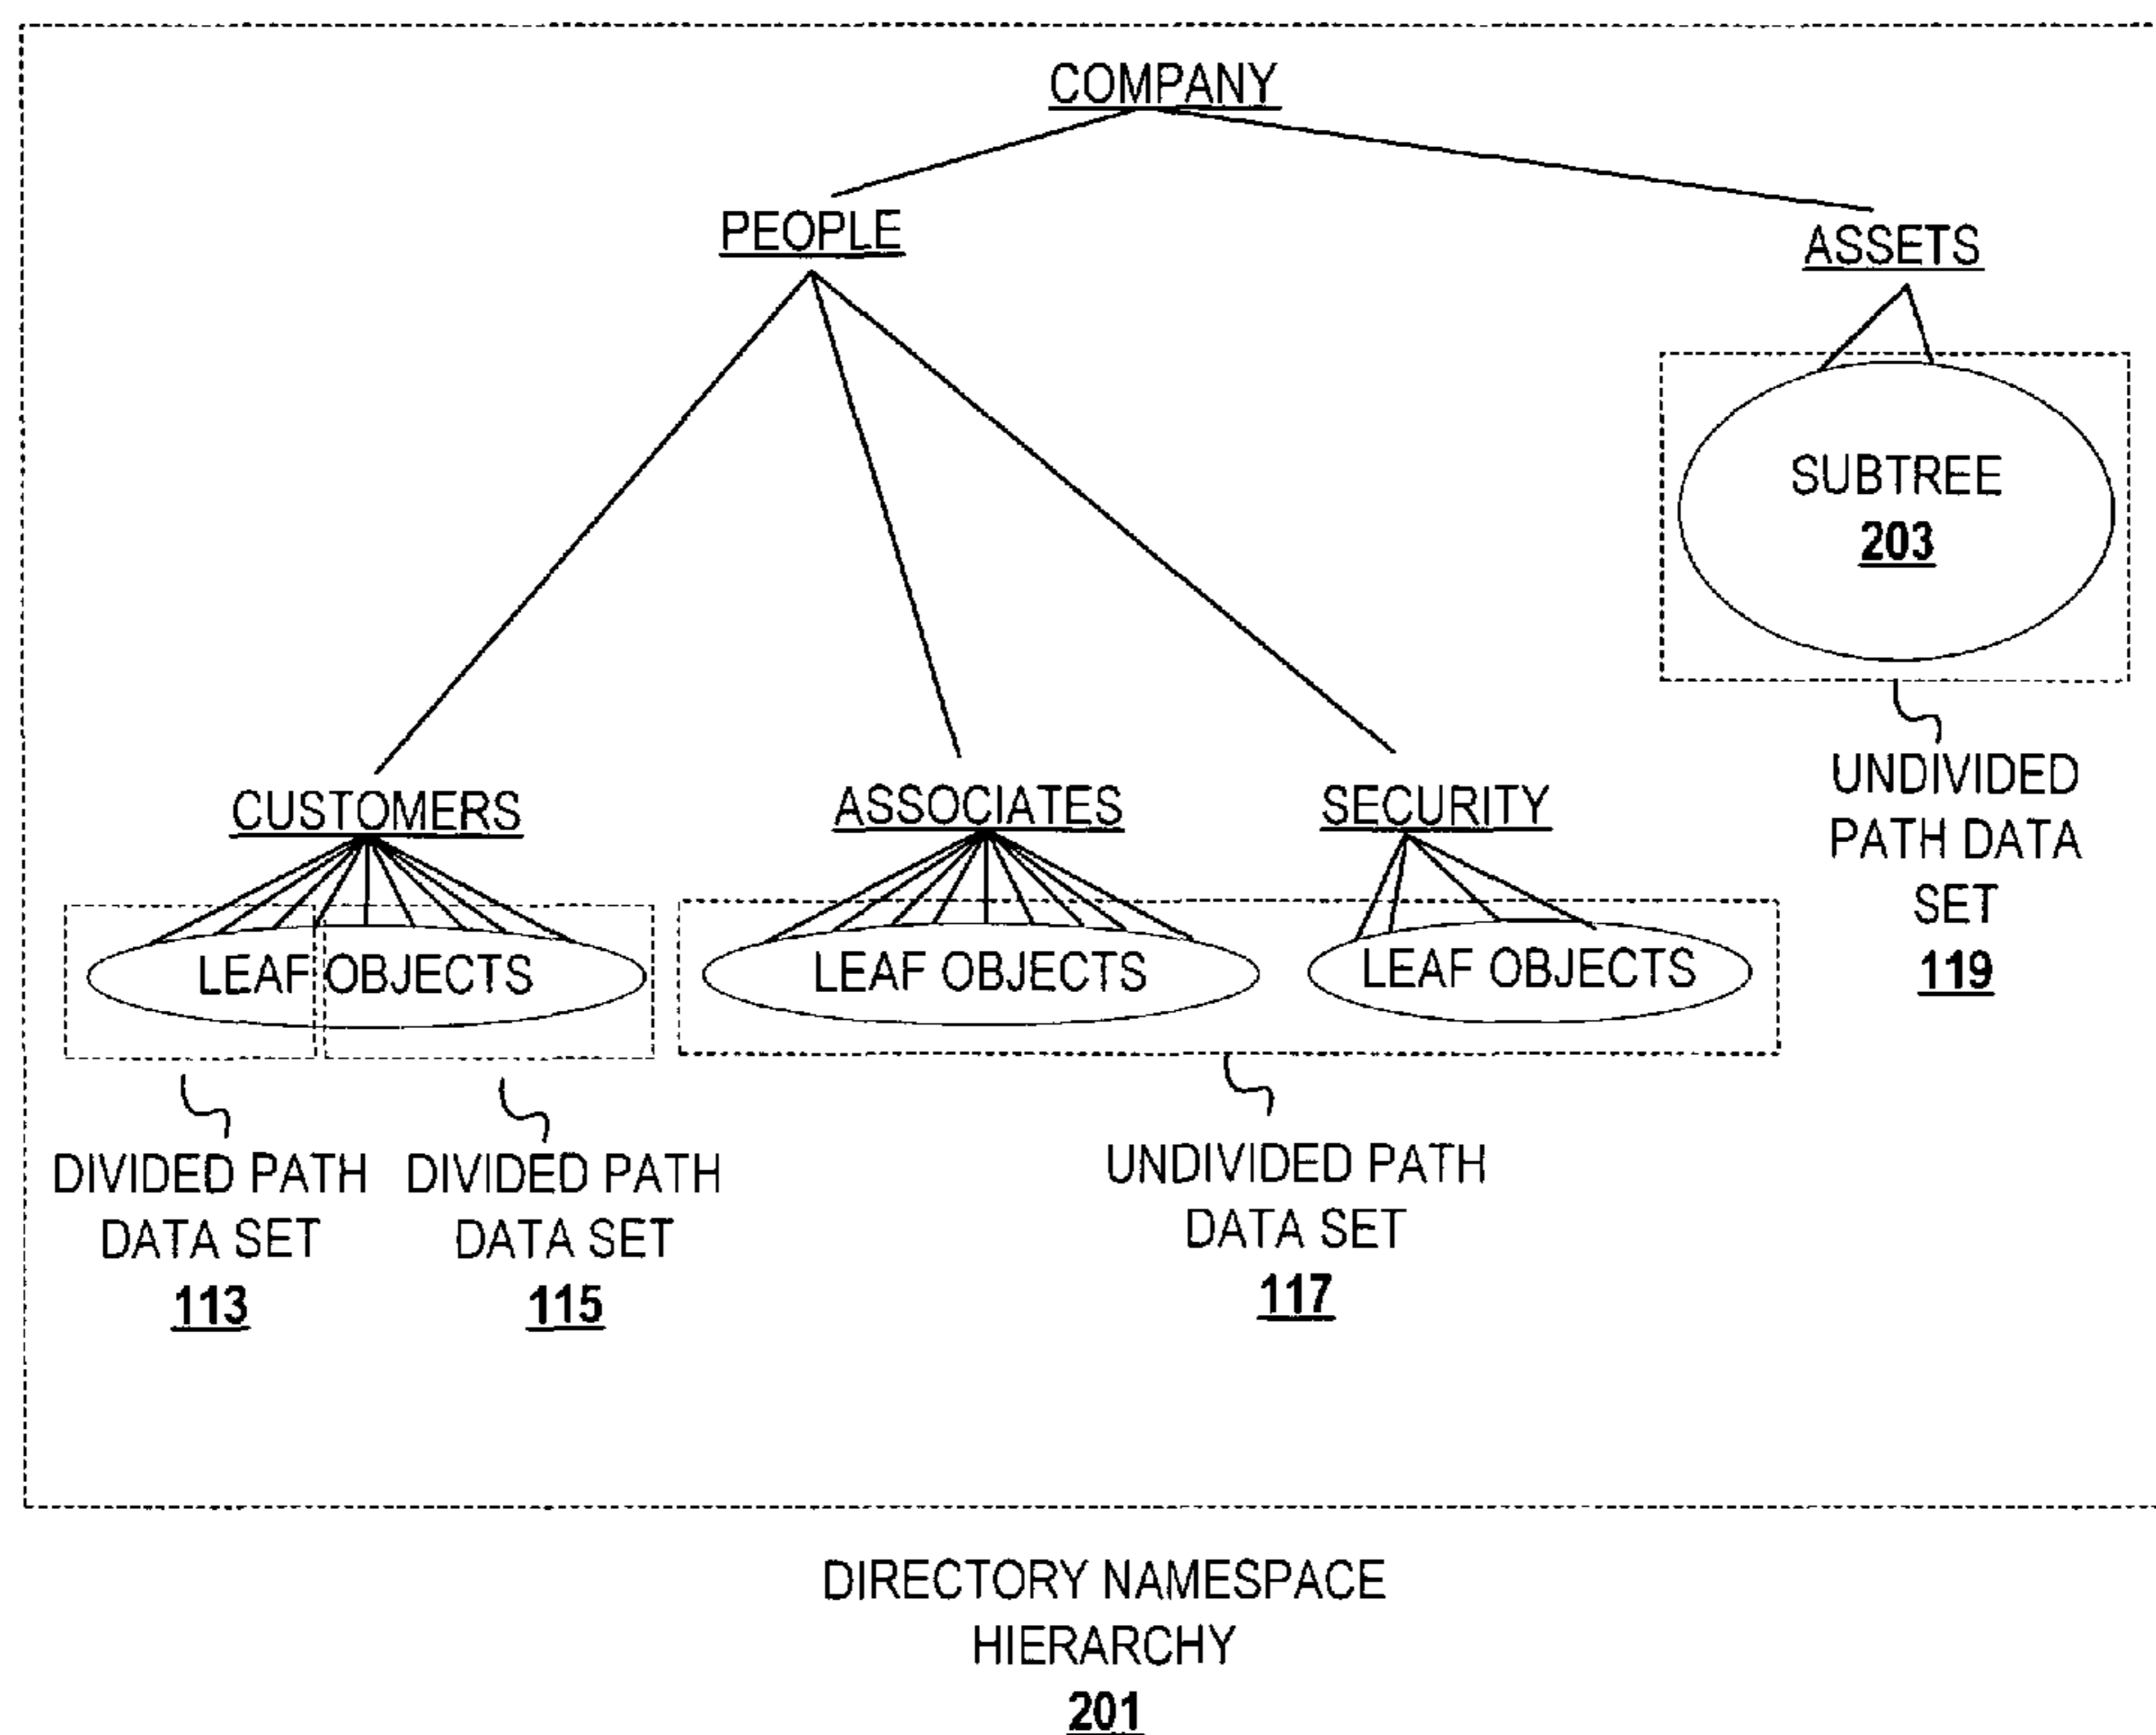 COMPANY
PEOPLE
ASSETS
SUBTREE
203
UNDIVIDED
PATH DATA
SET
119
CUSTOMERS
ASSOCIATES
SECURITY
LEAF OBJECTS
LEAF OBJECTS
LEAF OBJECTS
DIVIDED PATH
DATA SET
113
DIVIDED PATH
DATA SET
115
UNDIVIDED PATH
DATA SET
117
DIRECTORY NAMESPACE
HIERARCHY
201